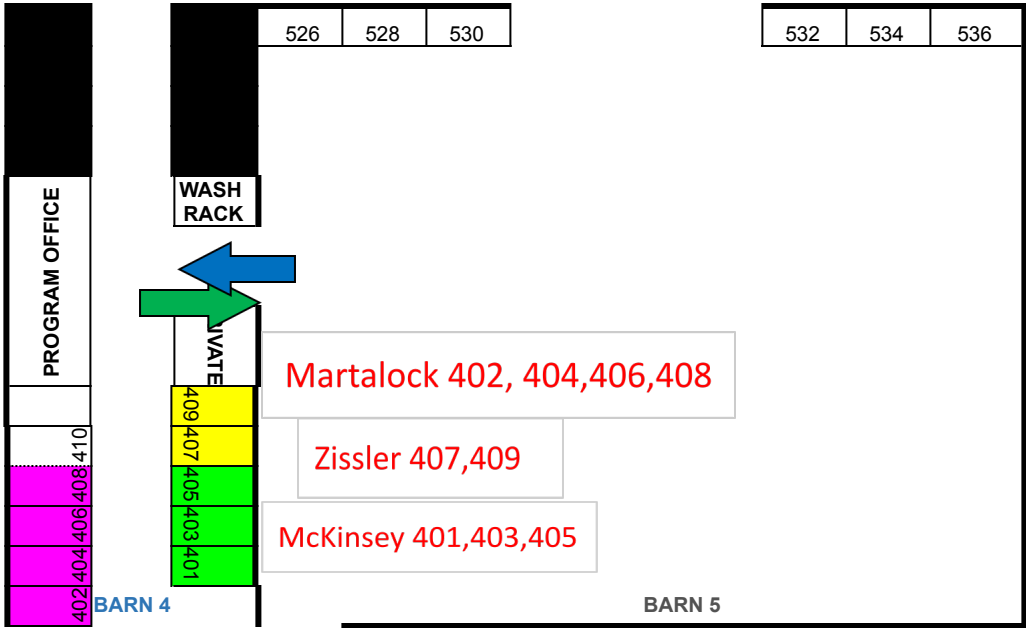 526 528 530 532 534 536
WASH
RACK
PROGRAM OFFICE
IVATE
Martalock 402, 404,406,408
409
Zissler 407,409
410
407
408
405
McKinsey 401,403,405
406
403
404
401
402
BARN 4
BARN 5